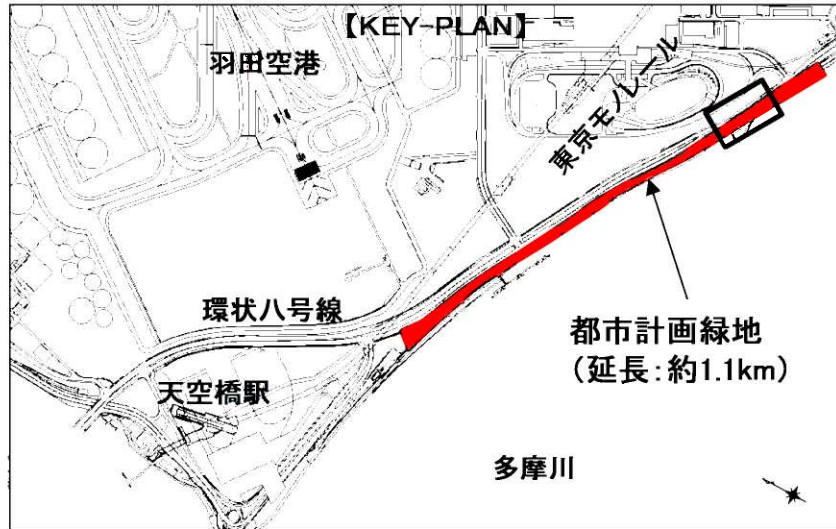 【KEY-PLAN】
羽田空港
東京モノレール
環状八号線
都市計画緑地
（延長：約1.1km）
天空橋駅
多摩川